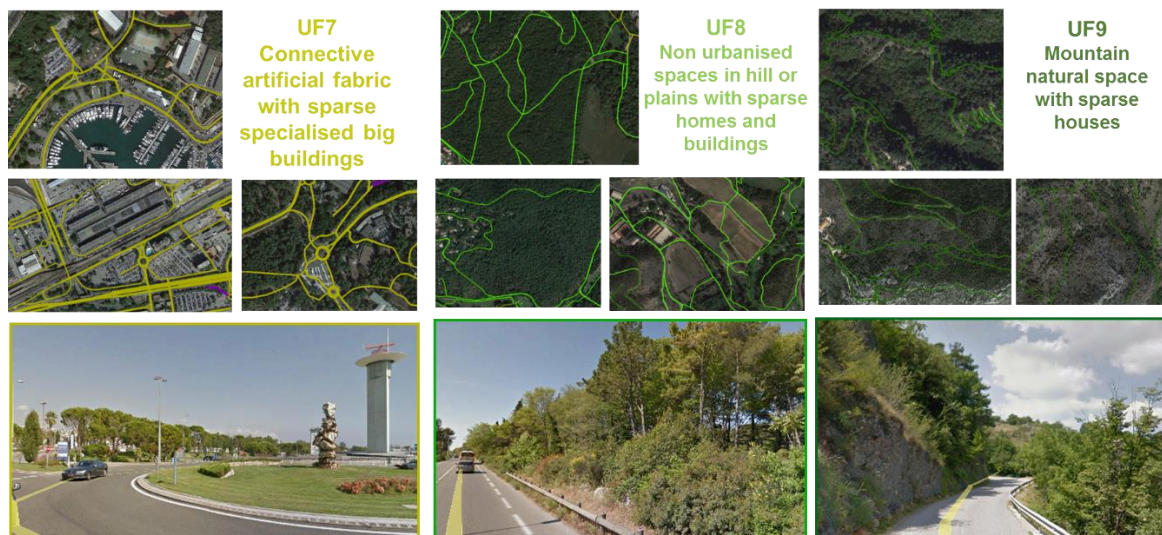 UF7
Connective
artificial fabric
with sparse
specialised big
buildings
UF8
Non urbanised
spaces in hill or
plains with sparse
homes and
buildings
UF9
Mountain
natural space
with sparse
houses